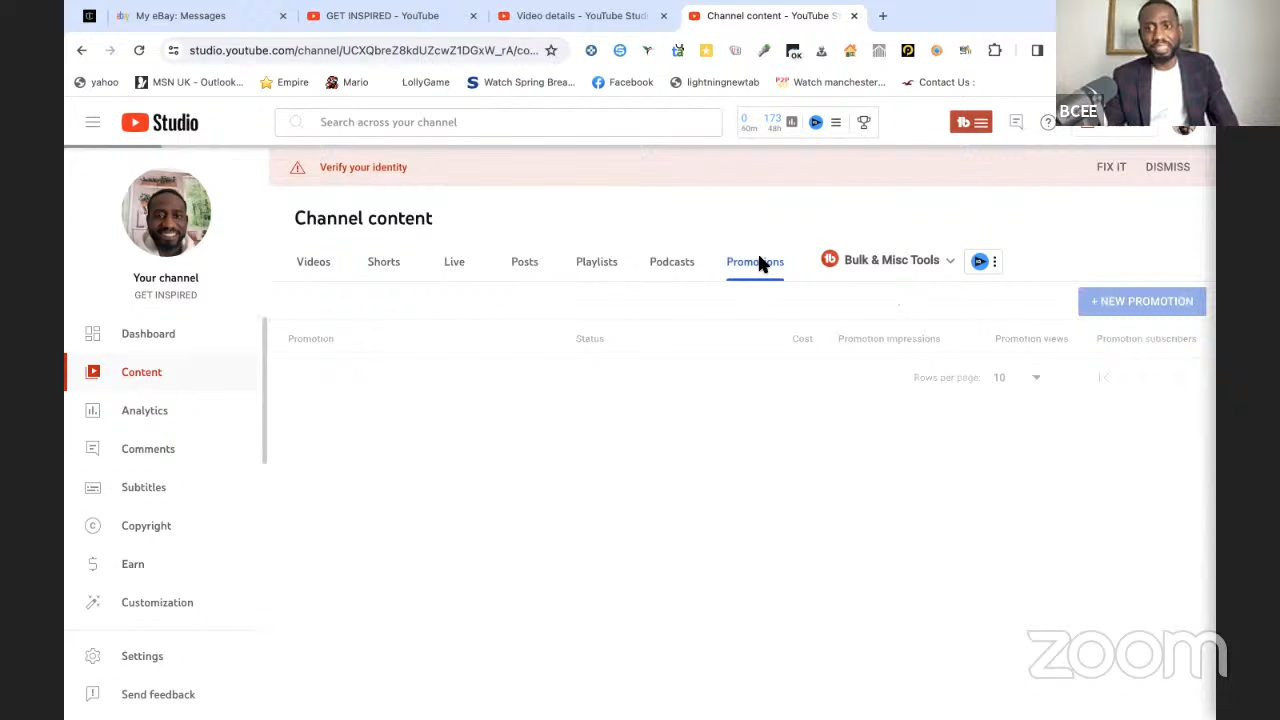 My eBay: Messages
GET INSPIRED - YouTube
Video details - YouTube Stud
Channel content - YouTube S
studio.youtube.com/channel/UCXQbreZ8kdUZcwZ1DGxW_rA/co...
yahoo
MSN UK - Outlook...
Empire
Mario
LollyGame
Watch Spring Brea...
Facebook
lightningnewtab
P2P
Watch manchester...
Contact Us :
BCEE
Studio
Search across your channel
0
60m
173
48h
Verify your identity
FIX IT
DISMISS
Channel content
Videos
Shorts
Live
Posts
Playlists
Podcasts
Promotions
Bulk & Misc Tools
+ NEW PROMOTION
Promotion
Status
Cost
Promotion impressions
Promotion views
Promotion subscribers
Rows per page:
10
Your channel
GET INSPIRED
Dashboard
Content
Analytics
Comments
Subtitles
Copyright
Earn
Customization
Settings
Send feedback
zoom